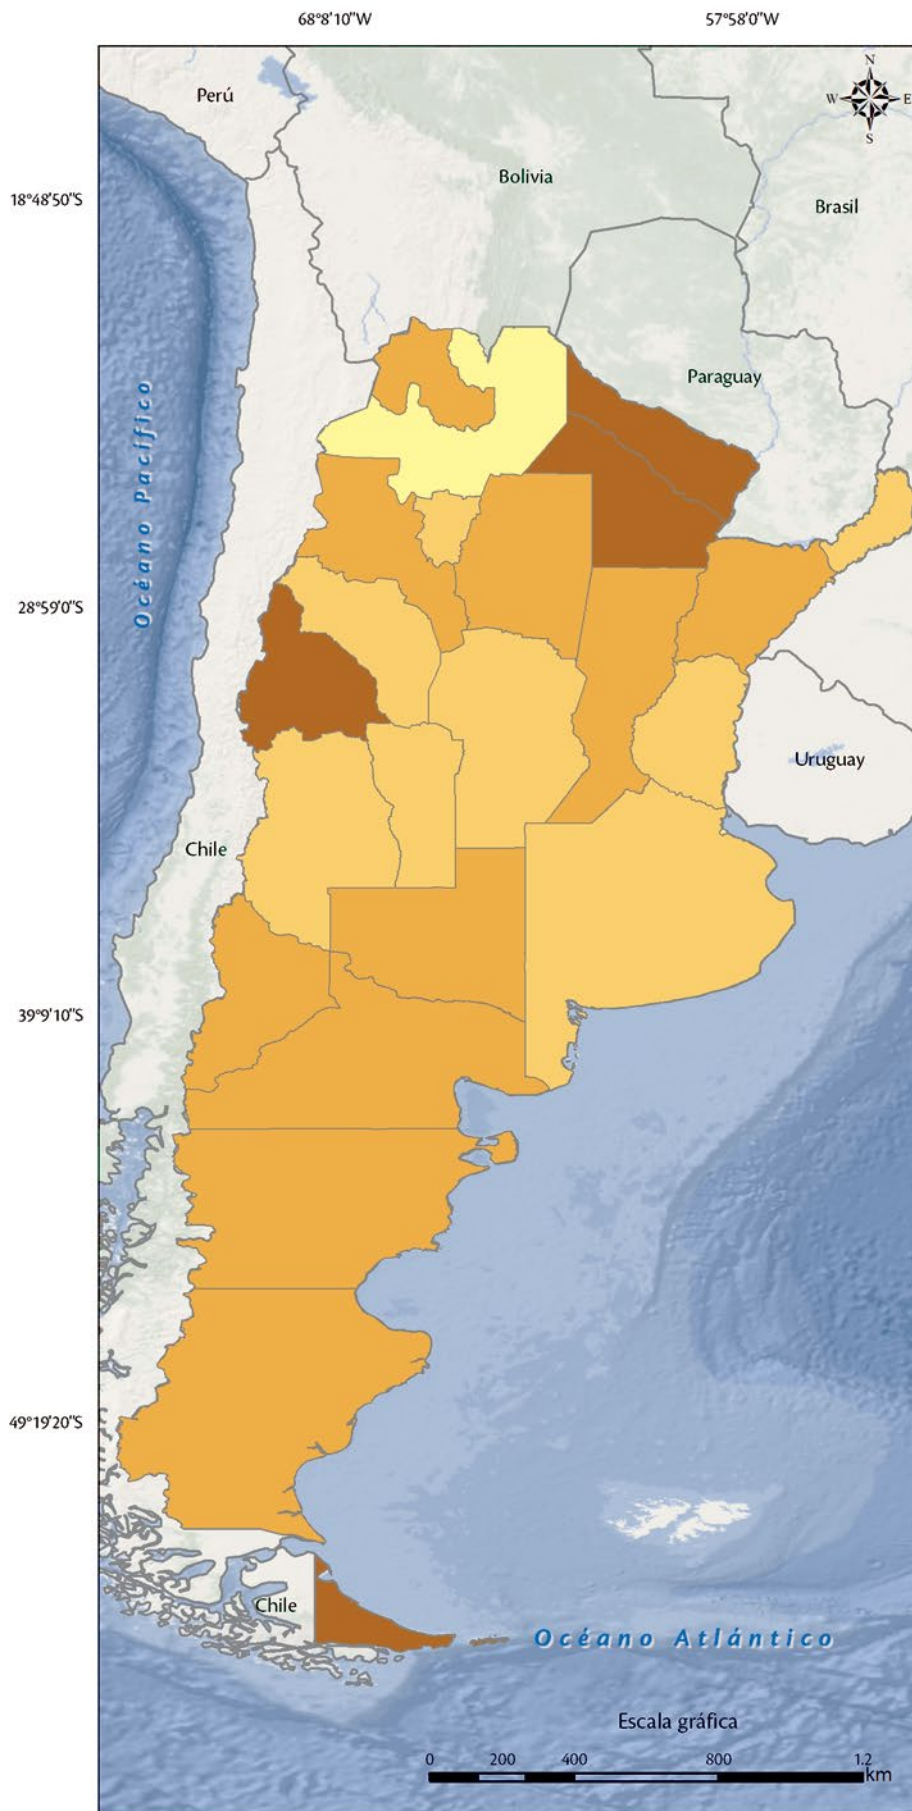 68°8'10"W
57°58'0"W
N
W
E
S
Perú
Bolivia
18°48'50"S
Brasil
Paraguay
Océano Pacífico
28°59'0"S
Uruguay
Chile
39°9'10"S
49°19'20"S
Chile
Océano Atlántico
Escala gráfica
0 200 400 800 1.2
km